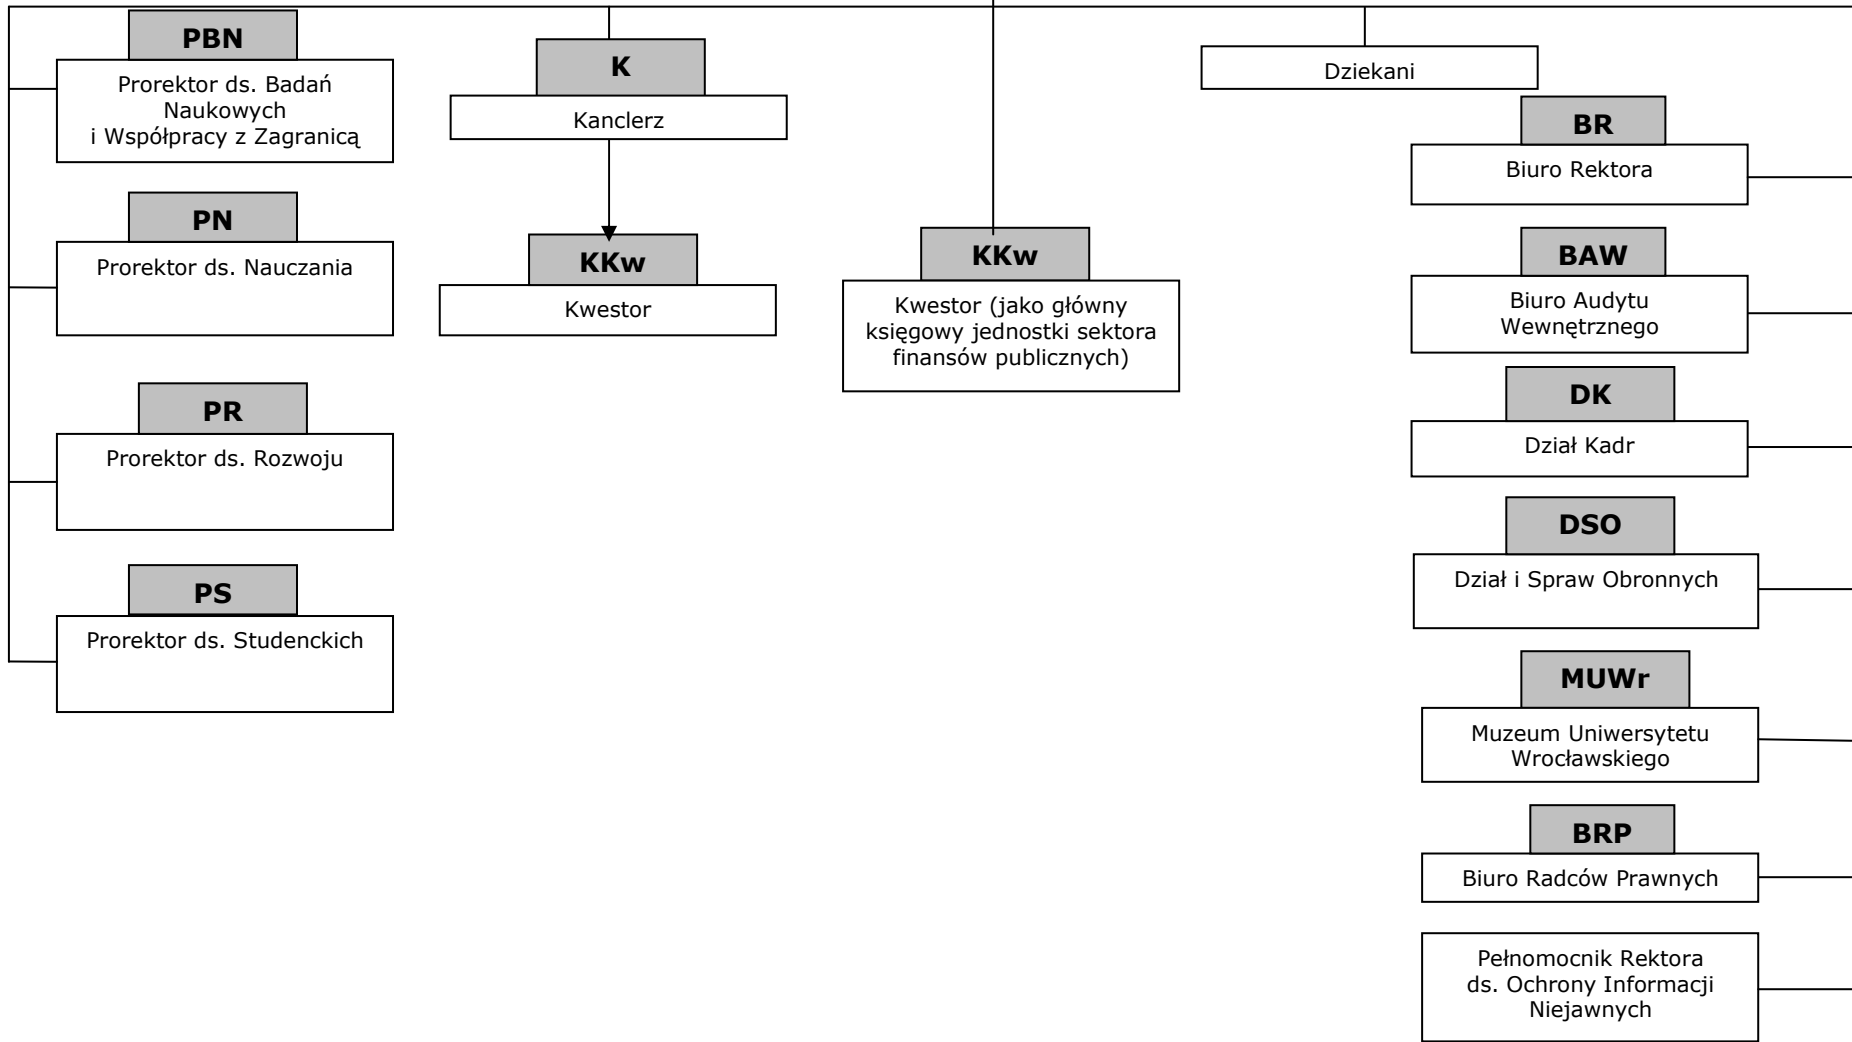 PBN
Prorektor ds. Badań
Naukowych
i Współpracy z Zagranicą
PN
Prorektor ds. Nauczania
PR
Prorektor ds. Rozwoju
PS
Prorektor ds. Studenckich
K
Kanclerz
KKw
Kwestor
KKw
Kwestor (jako główny
księgowy jednostki sektora
finansów publicznych)
Dziekani
BR
Biuro Rektora
BAW
Biuro Audytu
Wewnętrznego
DK
Dział Kadr
DSO
Dział i Spraw Obronnych
MUWr
Muzeum Uniwersytetu
Wrocławskiego
BRP
Biuro Radców Prawnych
Pełnomocnik Rektora
ds. Ochrony Informacji
Niejawnych